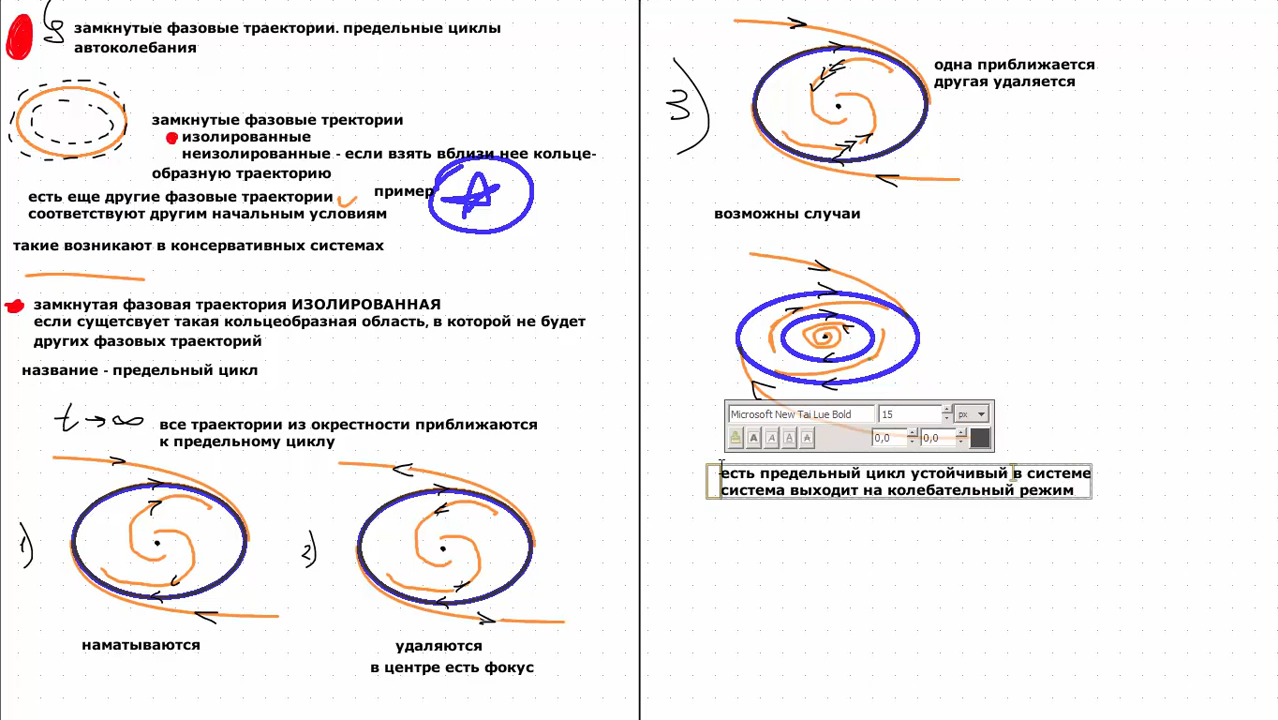 замкнутые фазовые траектории. предельные циклы
автоколебания
замкнутые фазовые тректории
изолированные
неизолированные - если взять вблизи нее кольце-
образную траекторию
есть еще другие фазовые траектории
соответствуют другим начальным условиям
пример
такие возникают в консервативных системах
замкнутая фазовая траектория ИЗОЛИРОВАННАЯ
если сущетсвует такая кольцеобразная область, в которой не будет
других фазовых траекторий
название - предельный цикл
t → ∞
все траектории из окрестности приближаются
к предельному циклу
1)
наматываются
2)
удаляются
в центре есть фокус
3)
одна приближается
другая удаляется
возможны случаи
Microsoft New Tai Lue Bold 15 px
A A A A 0,0 0,0
есть предельный цикл устойчивый в системе
система выходит на колебательный режим